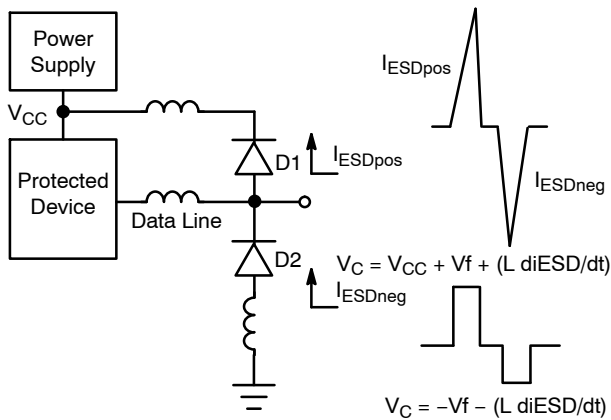 Power
Supply
V_CC
Protected
Device
Data Line
D1
I_ESDpos
D2
I_ESDneg
I_ESDpos
I_ESDneg
V_C = V_CC + Vf + (L diESD/dt)
V_C = −Vf − (L diESD/dt)